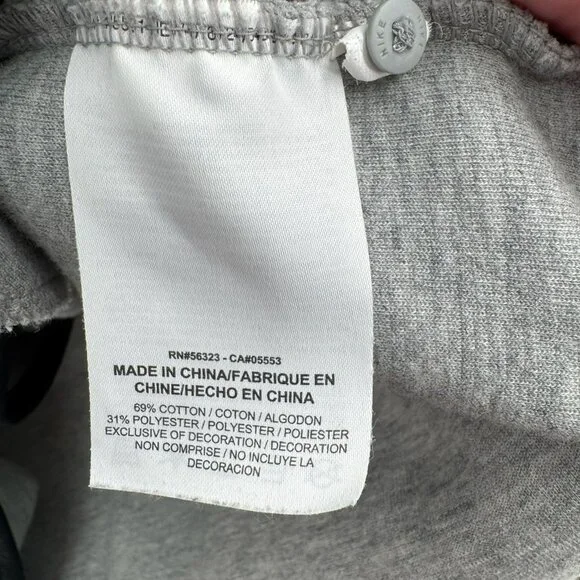 NIKE
RN#56323 - CA#05553
MADE IN CHINA/FABRIQUE EN
CHINE/HECHO EN CHINA
69% COTTON / COTON / ALGODON
31% POLYESTER / POLYESTER / POLIESTER
EXCLUSIVE OF DECORATION / DECORATION
NON COMPRISE / NO INCLUYE LA
DECORACION